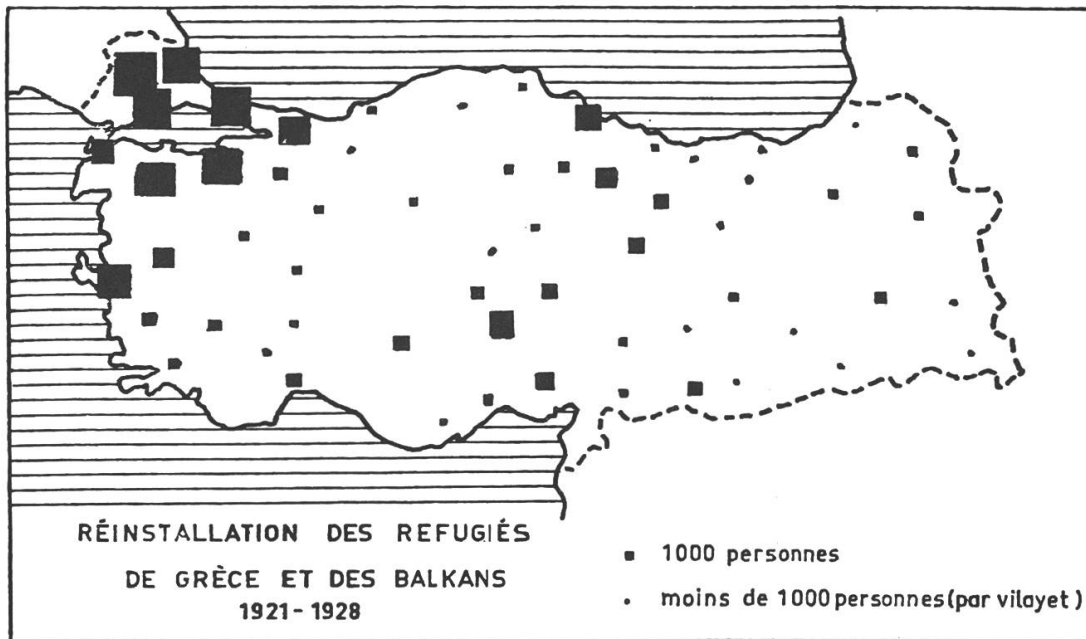 RÉINSTALLATION DES REFUGIÉS
DE GRÈCE ET DES BALKANS
1921-1928
1000 personnes
moins de 1000 personnes (par vilayet)